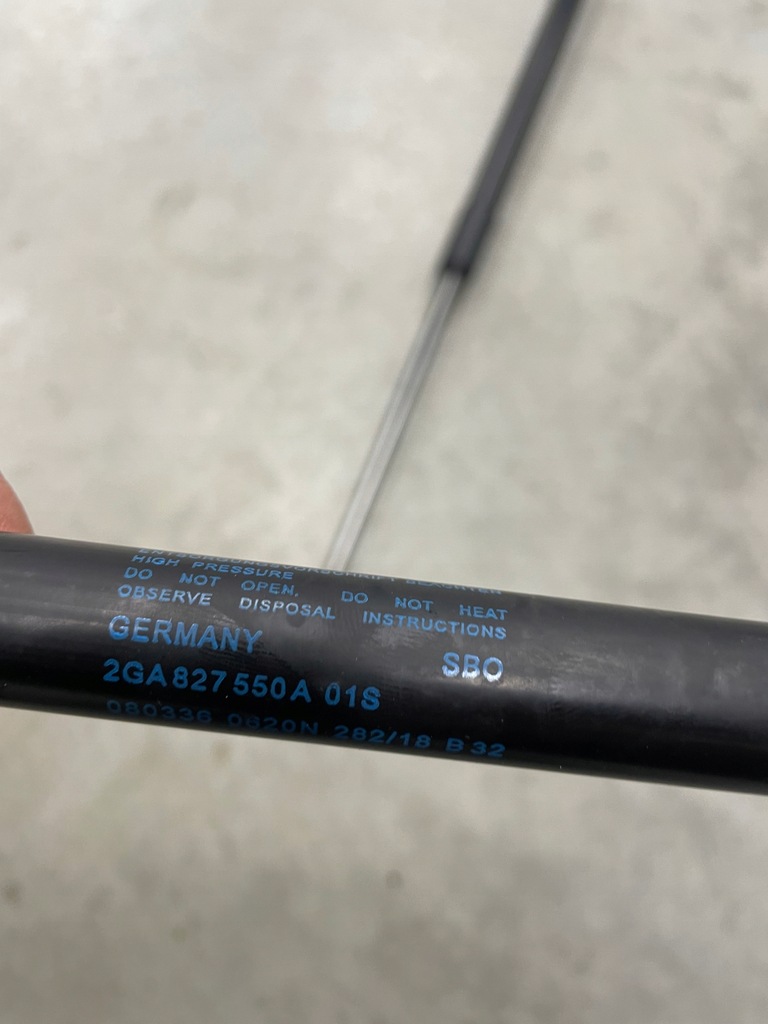 HIGH PRESSURE
DO NOT OPEN, DO NOT HEAT
OBSERVE DISPOSAL INSTRUCTIONS
GERMANY
SBO
2GA 827 550 A 01S
080336 0620N 282/18 B 32